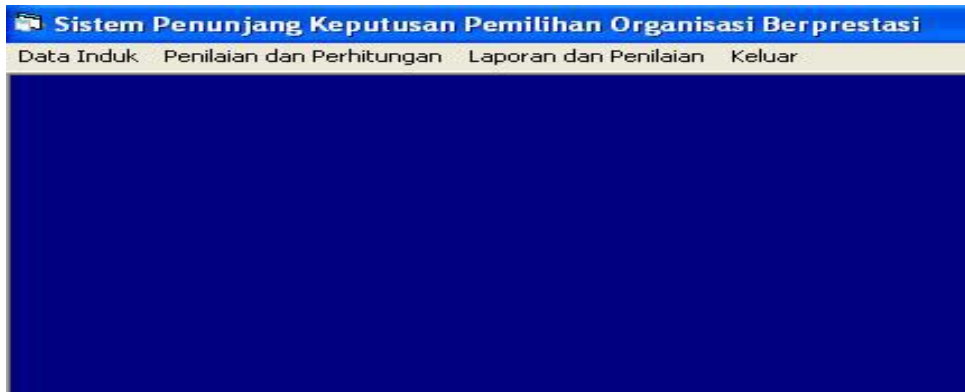 Sistem Penunjang Keputusan Pemilihan Organisasi Berprestasi
Data Induk Penilaian dan Perhitungan Laporan dan Penilaian Keluar